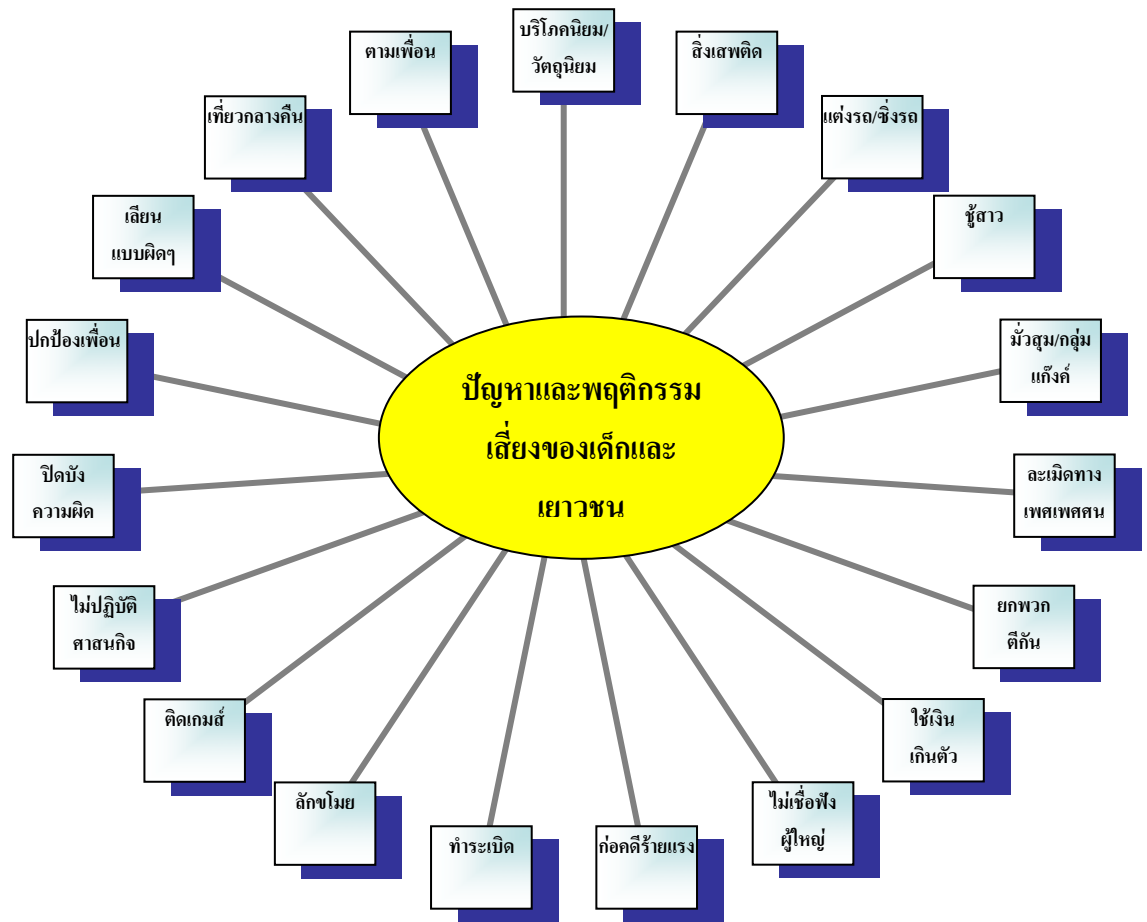 บริโภคนิยม/
วัตถุนิยม
สิ่งเสพติด
แต่งรถ/ซิ่งรถ
ชู้สาว
มั่วสุม/กลุ่ม
แก๊งค์
ละเมิดทาง
เพศเพศศน
ยกพวก
ตีกัน
ใช้เงิน
เกินตัว
ไม่เชื่อฟัง
ผู้ใหญ่
ก่อคดีร้ายแรง
ทำระเบิด
ลักขโมย
ติดเกมส์
ไม่ปฏิบัติ
ศาสนกิจ
ปิดบัง
ความผิด
ปกป้องเพื่อน
เลียน
แบบผิดๆ
เที่ยวกลางคืน
ตามเพื่อน
ปัญหาและพฤติกรรม
เสี่ยงของเด็กและ
เยาวชน